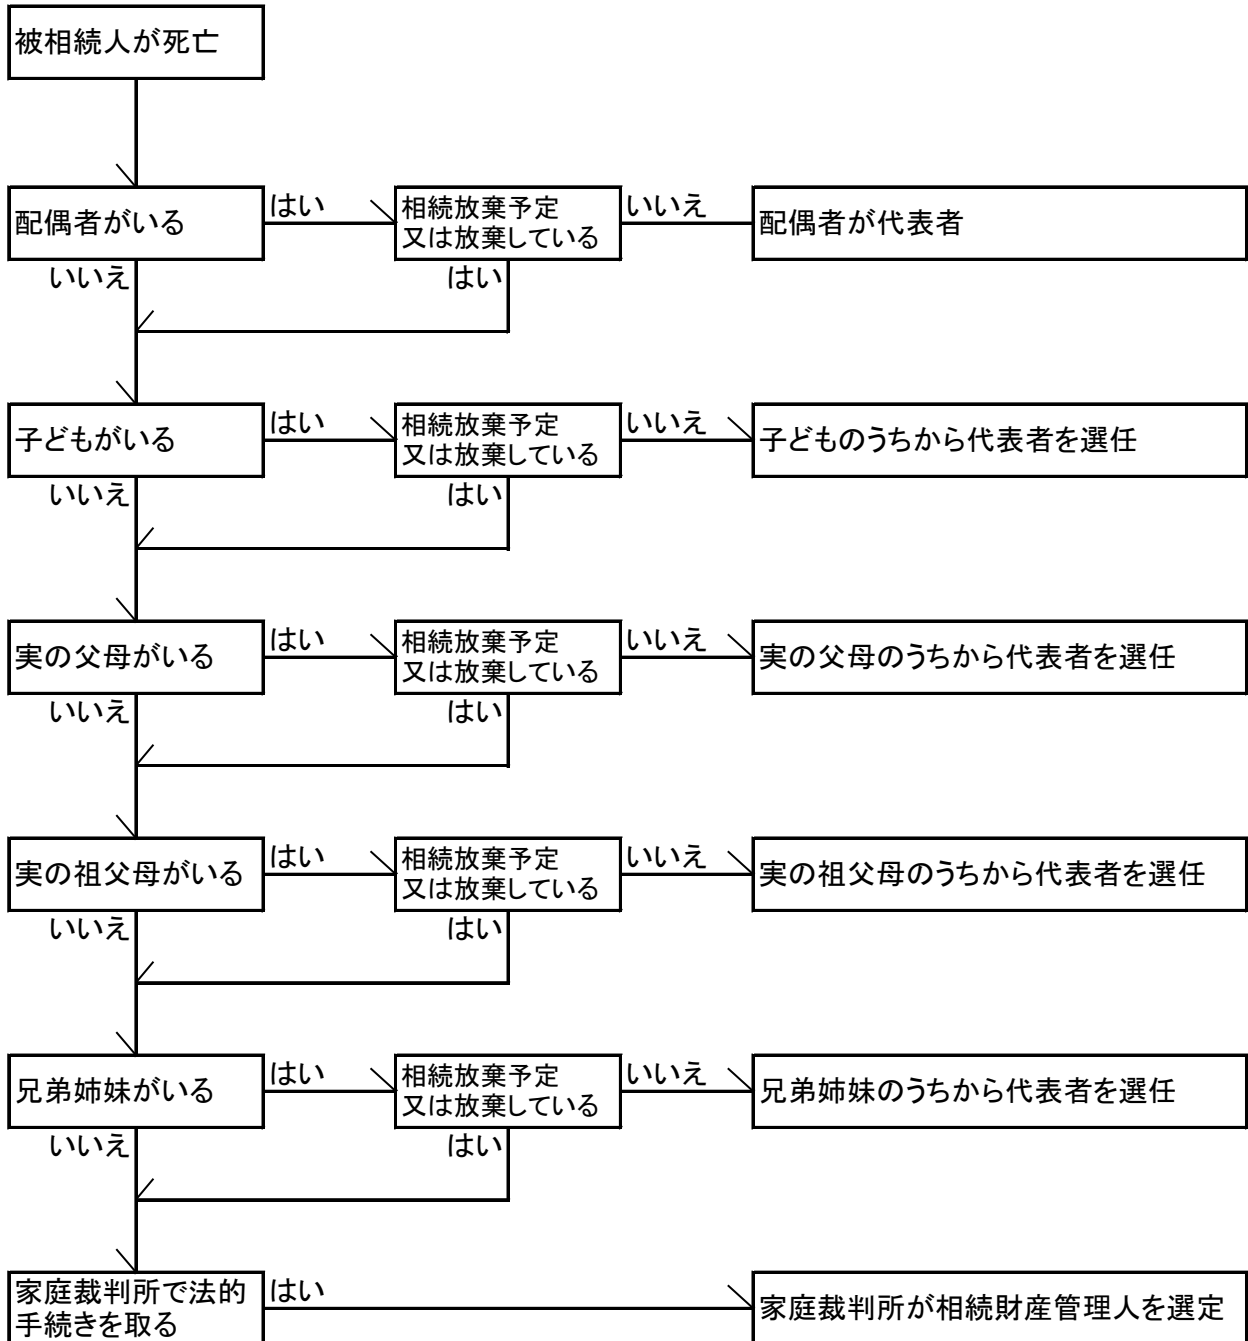 被相続人が死亡
配偶者がいる
はい
相続放棄予定
又は放棄している
いいえ
配偶者が代表者
いいえ
はい
子どもがいる
はい
相続放棄予定
又は放棄している
いいえ
子どものうちから代表者を選任
いいえ
はい
実の父母がいる
はい
相続放棄予定
又は放棄している
いいえ
実の父母のうちから代表者を選任
いいえ
はい
実の祖父母がいる
はい
相続放棄予定
又は放棄している
いいえ
実の祖父母のうちから代表者を選任
いいえ
はい
兄弟姉妹がいる
はい
相続放棄予定
又は放棄している
いいえ
兄弟姉妹のうちから代表者を選任
いいえ
はい
家庭裁判所で法的
手続きを取る
はい
家庭裁判所が相続財産管理人を選定